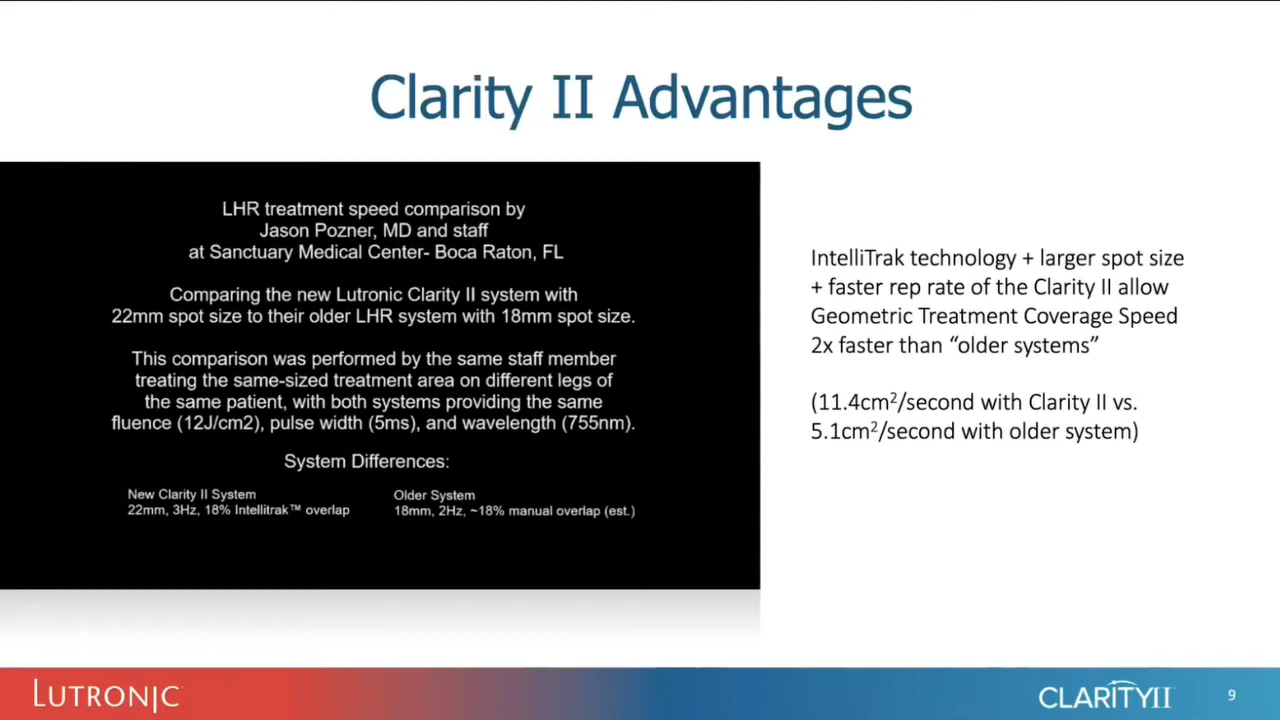 Clarity II Advantages
LHR treatment speed comparison by
Jason Pozner, MD and staff
at Sanctuary Medical Center- Boca Raton, FL
Comparing the new Lutronic Clarity II system with
22mm spot size to their older LHR system with 18mm spot size.
This comparison was performed by the same staff member
treating the same-sized treatment area on different legs of
the same patient, with both systems providing the same
fluence (12J/cm2), pulse width (5ms), and wavelength (755nm).
System Differences:
New Clarity II System
22mm, 3Hz, 18% Intellitrak™ overlap
Older System
18mm, 2Hz, ~18% manual overlap (est.)
IntelliTrak technology + larger spot size
+ faster rep rate of the Clarity II allow
Geometric Treatment Coverage Speed
2x faster than “older systems”
(11.4cm²/second with Clarity II vs.
5.1cm²/second with older system)
LUTRONIC
CLARITYII
9